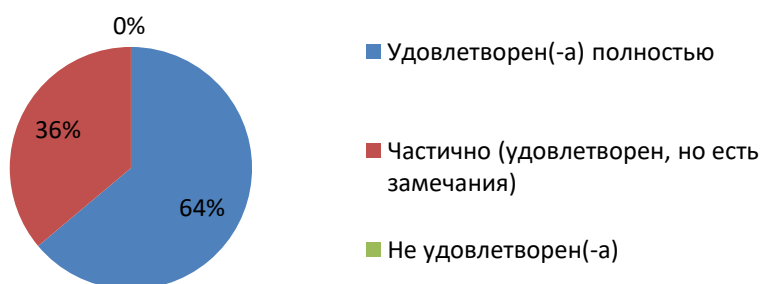 0%
36%
64%
Удовлетворен(-а) полностью
Частично (удовлетворен, но есть
замечания)
Не удовлетворен(-а)